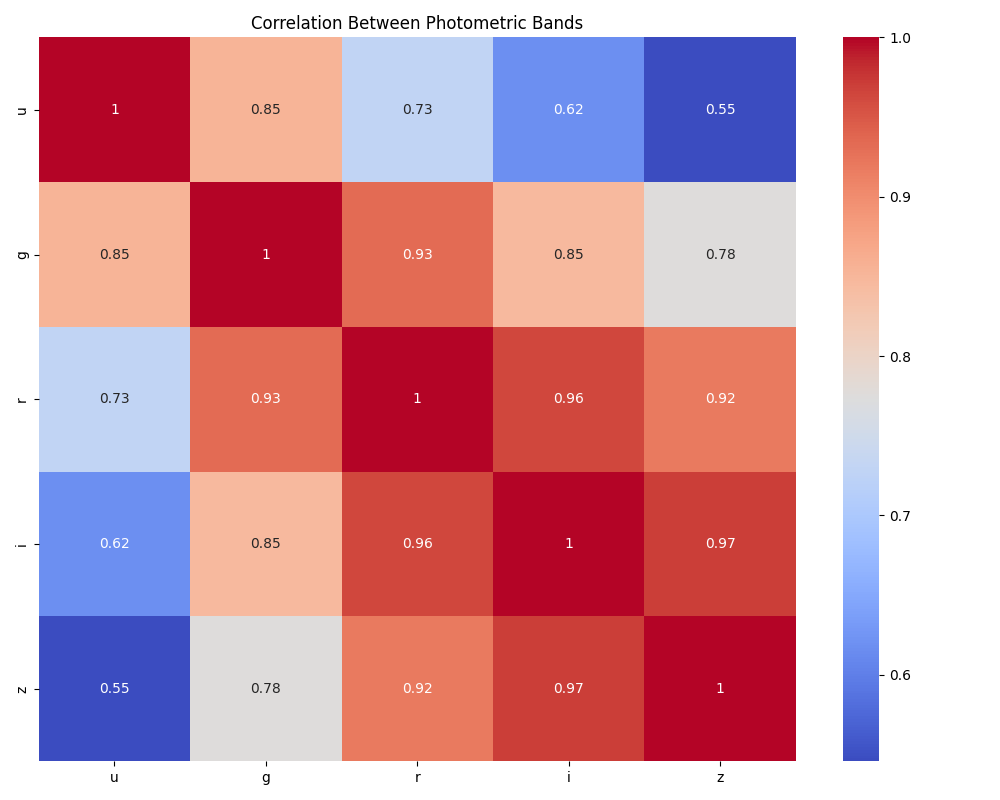 Correlation Between Photometric Bands
u 1 0.85 0.73 0.62 0.55
g 0.85 1 0.93 0.85 0.78
r 0.73 0.93 1 0.96 0.92
i 0.62 0.85 0.96 1 0.97
z 0.55 0.78 0.92 0.97 1
u g r i z
1.0
0.9
0.8
0.7
0.6